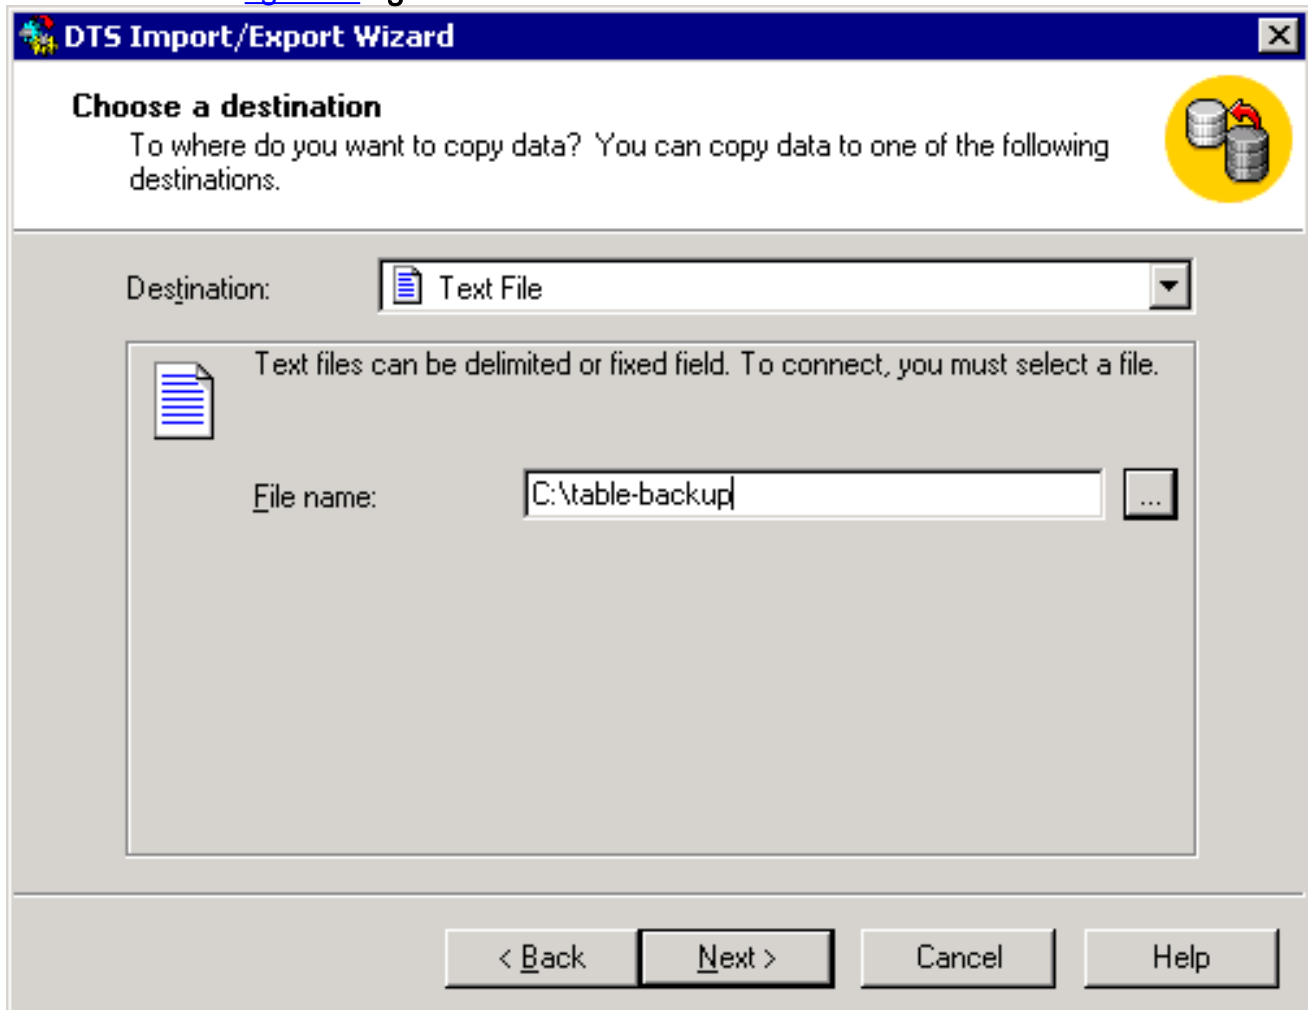 DTS Import/Export Wizard
Choose a destination
To where do you want to copy data? You can copy data to one of the following
destinations.
Destination:
Text File
Text files can be delimited or fixed field. To connect, you must select a file.
File name:
C:\table-backup
...
< Back
Next >
Cancel
Help